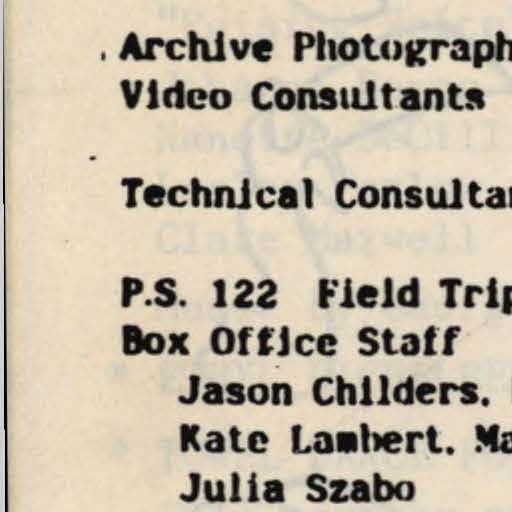 Archive Photograph
Video Consultants
Technical Consulta
P.S. 122 Field Trip
Box Office Staff
Jason Childers,
Kate Lambert, Ma
Julia Szabo